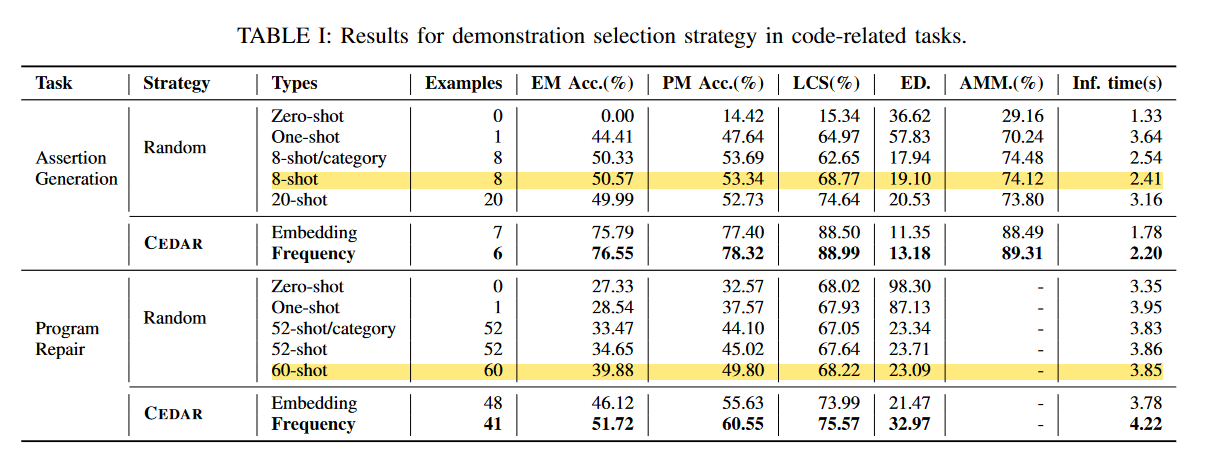 TABLE I: Results for demonstration selection strategy in code-related tasks.
Task Strategy Types Examples EM Acc.(%) PM Acc.(%) LCS(%) ED. AMM.(%) Inf. time(s)
Assertion Generation Random Zero-shot 0 0.00 14.42 15.34 36.62 29.16 1.33
One-shot 1 44.41 47.64 64.97 57.83 70.24 3.64
8-shot/category 8 50.33 53.69 62.65 17.94 74.48 2.54
8-shot 8 50.57 53.34 68.77 19.10 74.12 2.41
20-shot 20 49.99 52.73 74.64 20.53 73.80 3.16
CEDAR Embedding 7 75.79 77.40 88.50 11.35 88.49 1.78
Frequency 6 76.55 78.32 88.99 13.18 89.31 2.20
Program Repair Random Zero-shot 0 27.33 32.57 68.02 98.30 - 3.35
One-shot 1 28.54 37.57 67.93 87.13 - 3.95
52-shot/category 52 33.47 44.10 67.05 23.34 - 3.83
52-shot 52 34.65 45.02 67.64 23.71 - 3.86
60-shot 60 39.88 49.80 68.22 23.09 - 3.85
CEDAR Embedding 48 46.12 55.63 73.99 21.47 - 3.78
Frequency 41 51.72 60.55 75.57 32.97 - 4.22